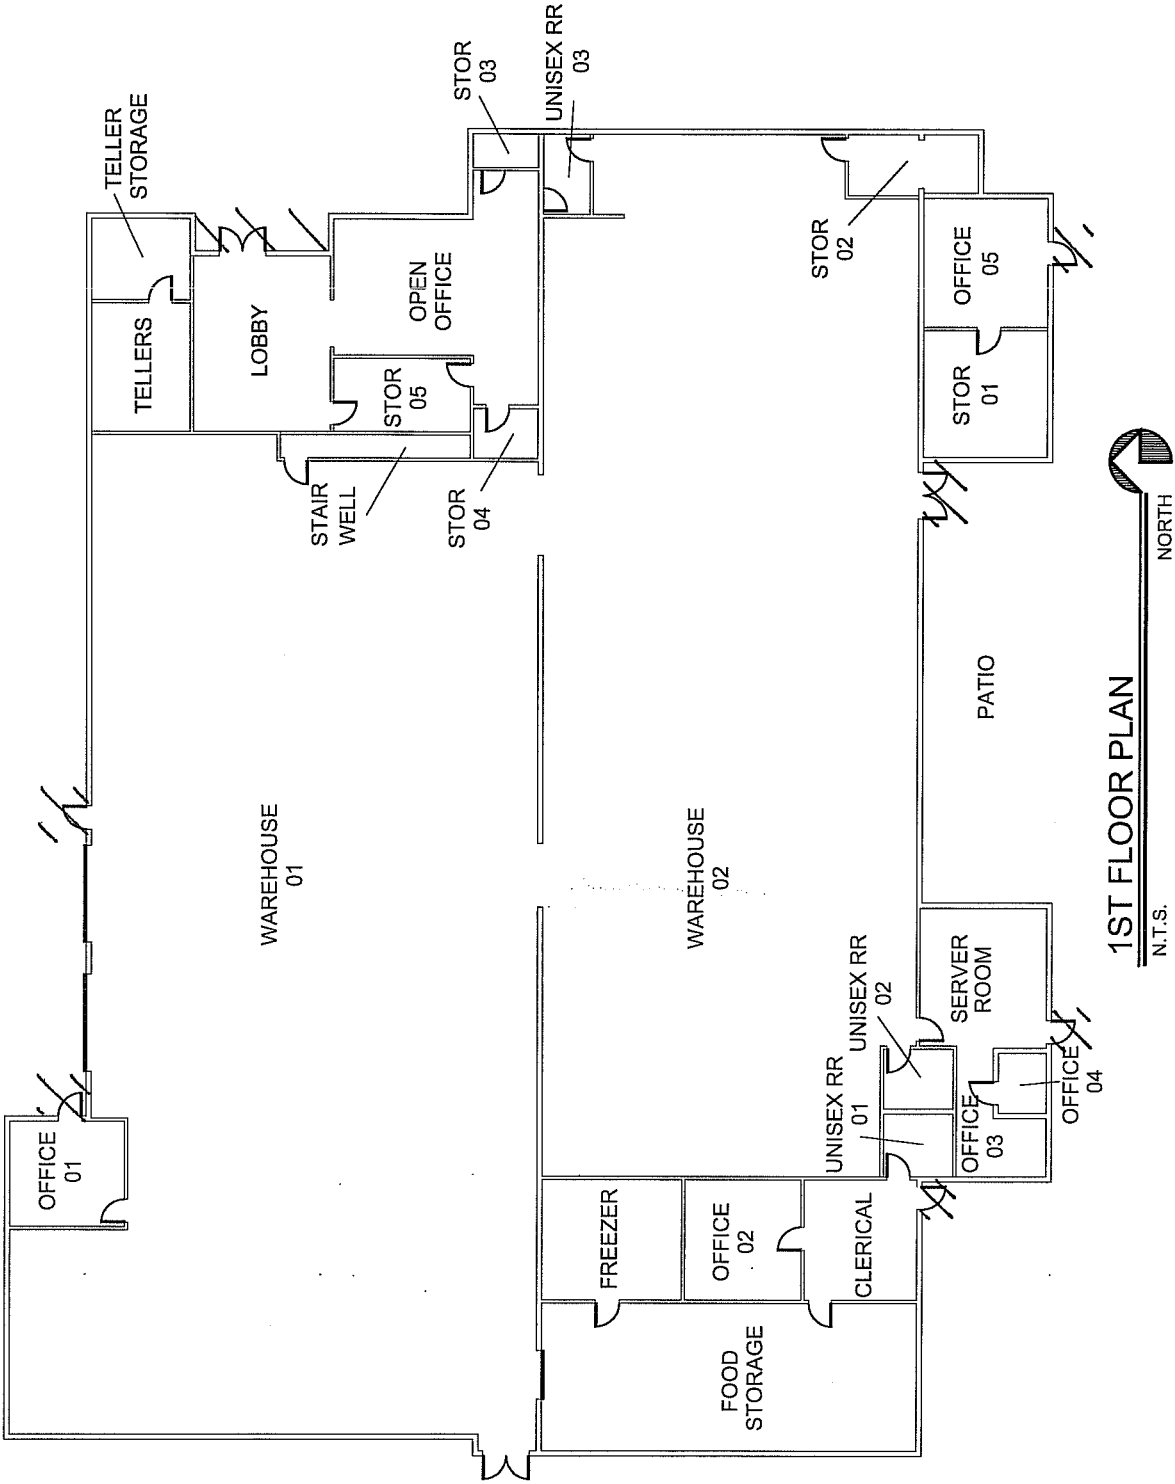 TELLER
STORAGE
STOR
03
UNISEX RR
03
TELLERS
LOBBY
OPEN
OFFICE
STOR
05
STAIR
WELL
STOR
04
STOR
02
OFFICE
05
STOR
01
WAREHOUSE
01
WAREHOUSE
02
PATIO
OFFICE
01
UNISEX RR
02
UNISEX RR
01
SERVER
ROOM
OFFICE
03
OFFICE
04
FREEZER
OFFICE
02
CLERICAL
FOOD
STORAGE
1ST FLOOR PLAN
N.T.S.
NORTH